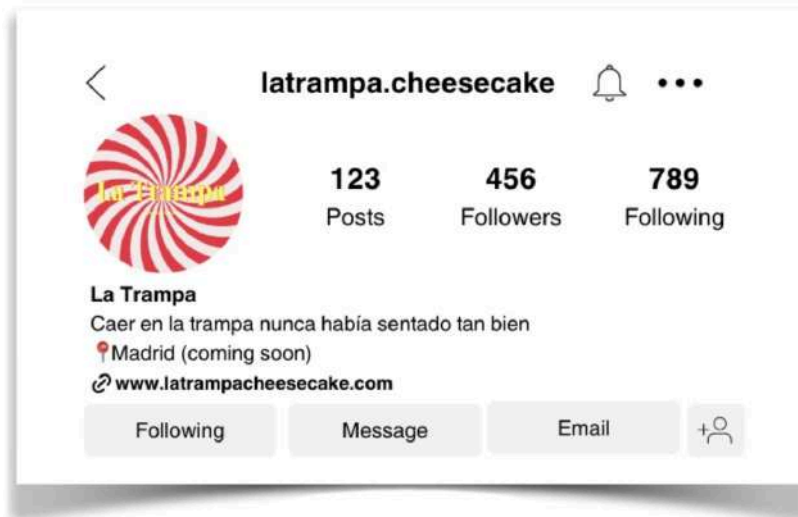 latrampa.cheesecake
La Trampa
123 456 789
Posts Followers Following
La Trampa
Caer en la trampa nunca había sentado tan bien
Madrid (coming soon)
www.latrampacheesecake.com
Following Message Email